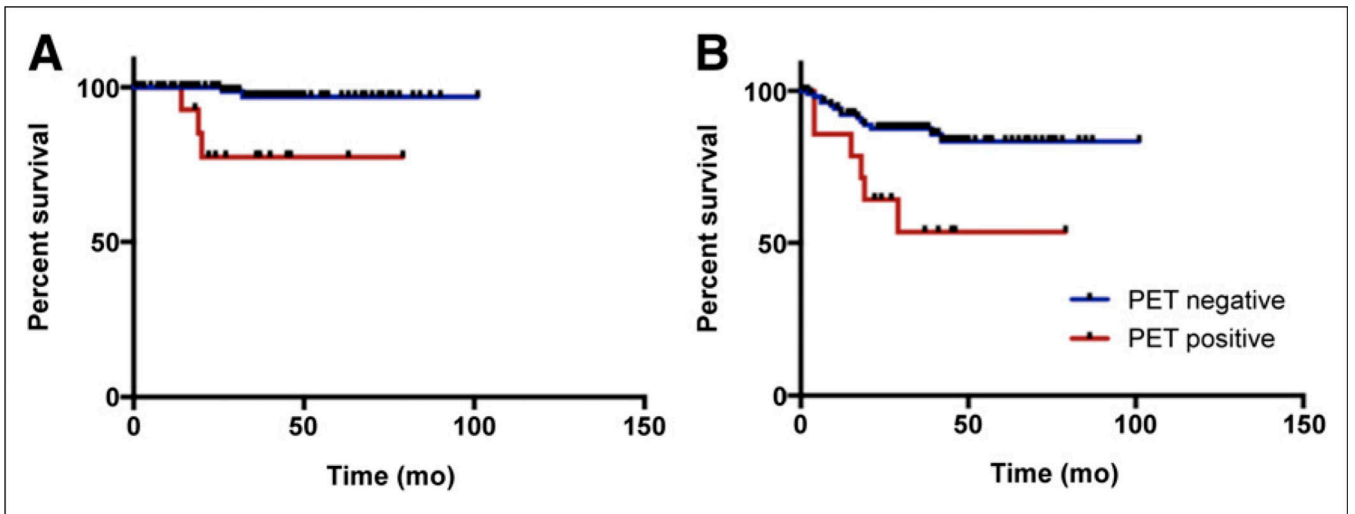 A
Percent survival
100
50
0
0 50 100 150
Time (mo)
B
Percent survival
100
50
0
PET negative
PET positive
0 50 100 150
Time (mo)